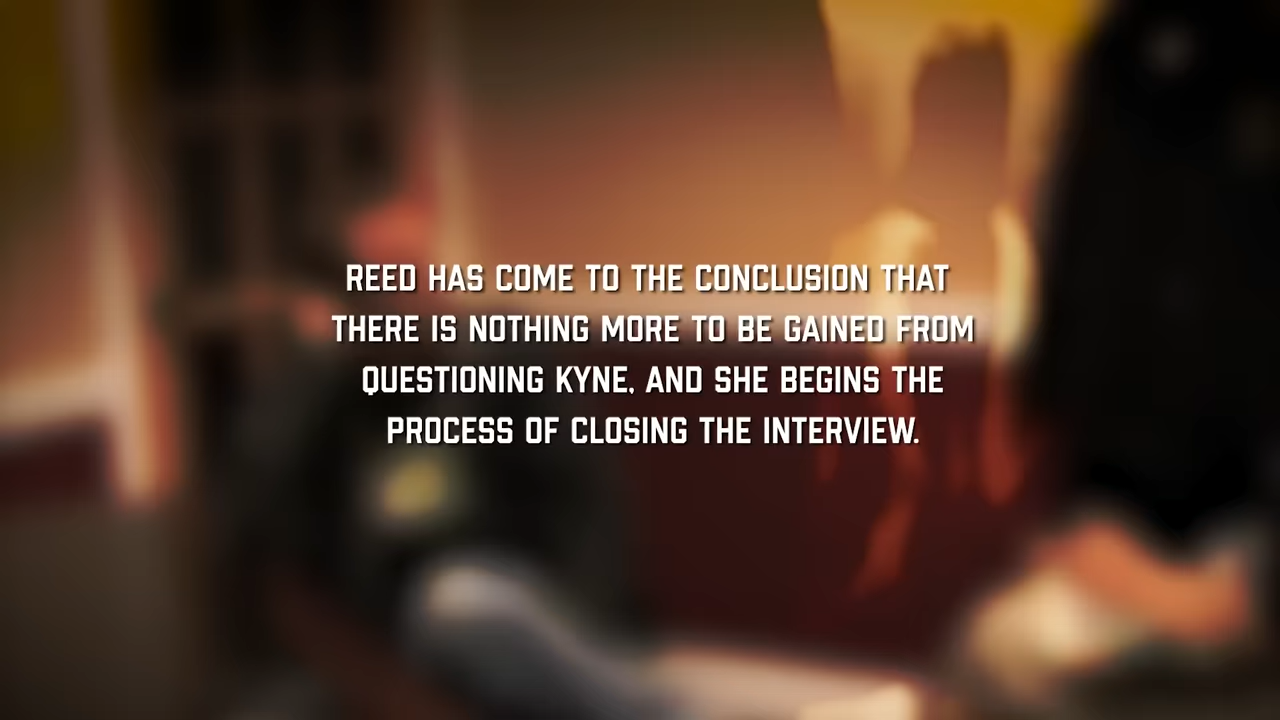 REED HAS COME TO THE CONCLUSION THAT
THERE IS NOTHING MORE TO BE GAINED FROM
QUESTIONING KYNE, AND SHE BEGINS THE
PROCESS OF CLOSING THE INTERVIEW.